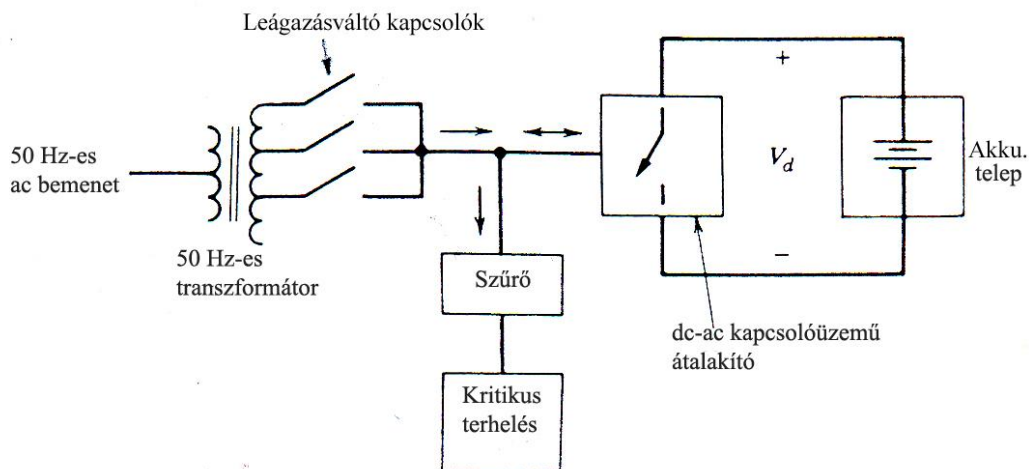 Leágazásváltó kapcsolók
50 Hz-es
ac bemenet
50 Hz-es
transzformátor
Szűrő
Kritikus
terhelés
+
V_d
−
Akku.
telep
dc-ac kapcsolóüzemű
átalakító